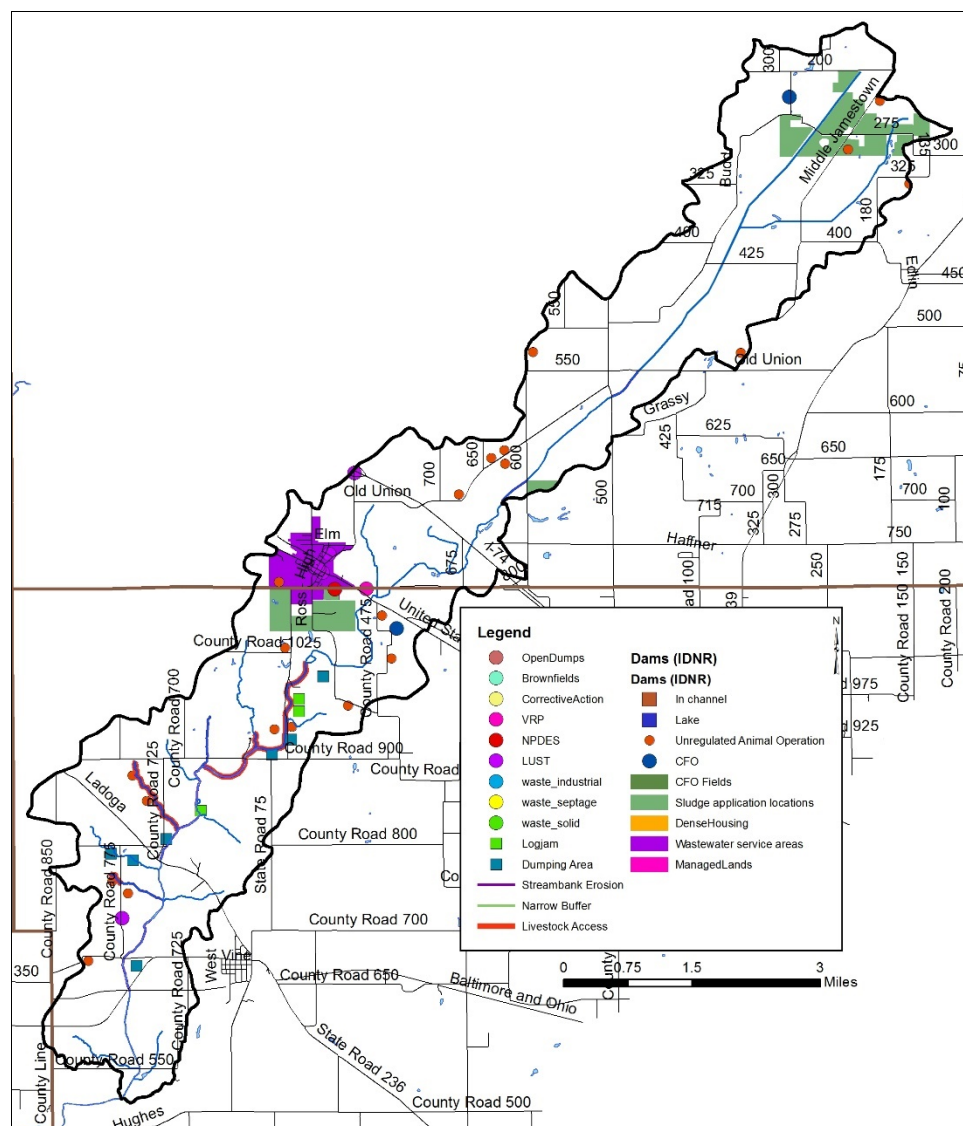 300
200
Middle Jamestown
275
135
300
325
Budd
325
180
400
400
425
Edlin
450
550
500
550
Old Union
75
Grassy
600
425
625
650
650
600
700
650
175
300
Old Union
500
700
700
100
715
325
275
Elm
High
675
I-74
800
Haffner
750
100
250
150
150
39
Ross
County Road 475
United Sta
County Road 150
County Road 200
County Road 1025
County Road 700
975
925
County Road 900
County Road
Ladoga
County Road 725
State Road 75
County Road 800
County Road 850
County Road 775
County Road 700
County Road 725
West
Vine
350
County Road 650
Baltimore and Ohio
County
State Road 236
County Road 550
County Line
Hughes
County Road 500
Legend
OpenDumps
Brownfields
CorrectiveAction
VRP
NPDES
LUST
waste_industrial
waste_septage
waste_solid
Logjam
Dumping Area
Streambank Erosion
Narrow Buffer
Livestock Access
Dams (IDNR)
Dams (IDNR)
In channel
Lake
Unregulated Animal Operation
CFO
CFO Fields
Sludge application locations
DenseHousing
Wastewater service areas
ManagedLands
N
0 0.75 1.5 3
Miles